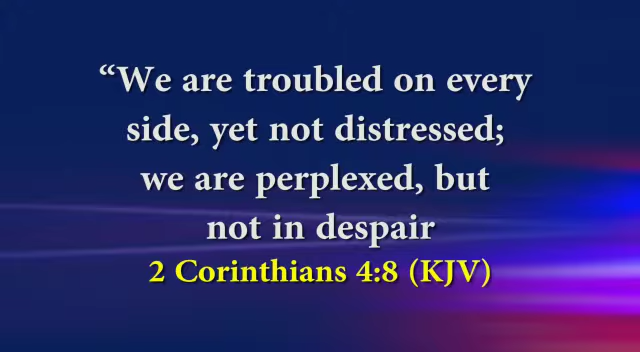 “We are troubled on every
side, yet not distressed;
we are perplexed, but
not in despair
2 Corinthians 4:8 (KJV)